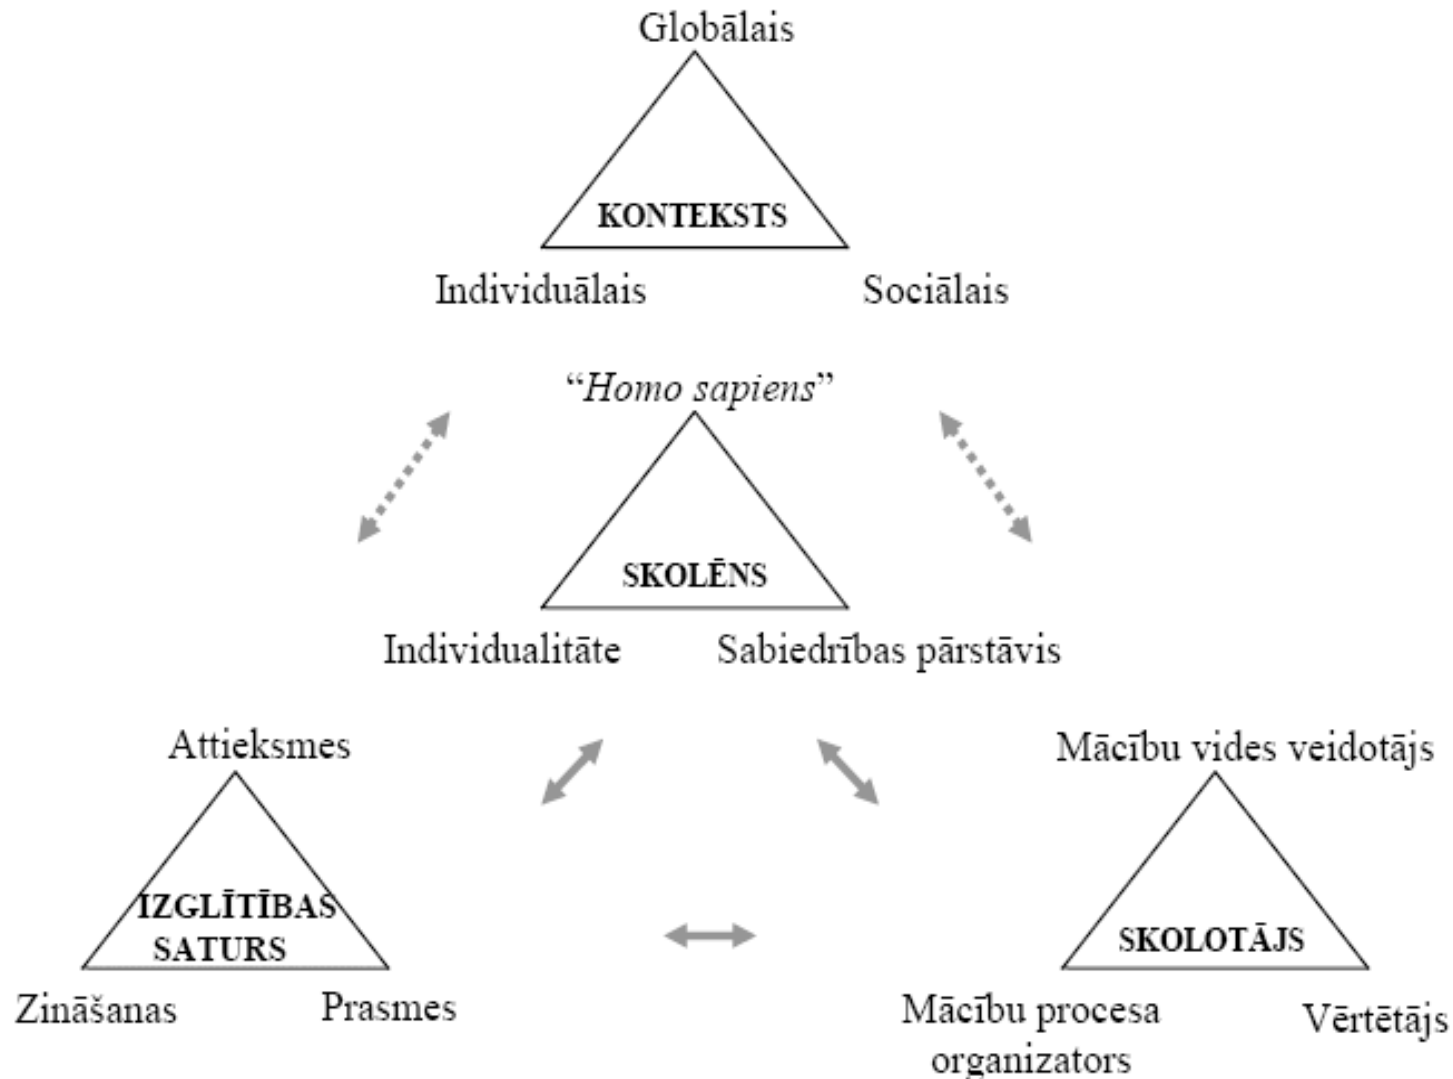 Globālais
KONTEKSTS
Individuālais Sociālais
“Homo sapiens”
SKOLĒNS
Individualitāte Sabiedrības pārstāvis
Attieksmes
IZGLĪTĪBAS
SATURS
Zināšanas Prasmes
Mācību vides veidotājs
SKOLOTĀJS
Mācību procesa
organizators
Vērtētājs